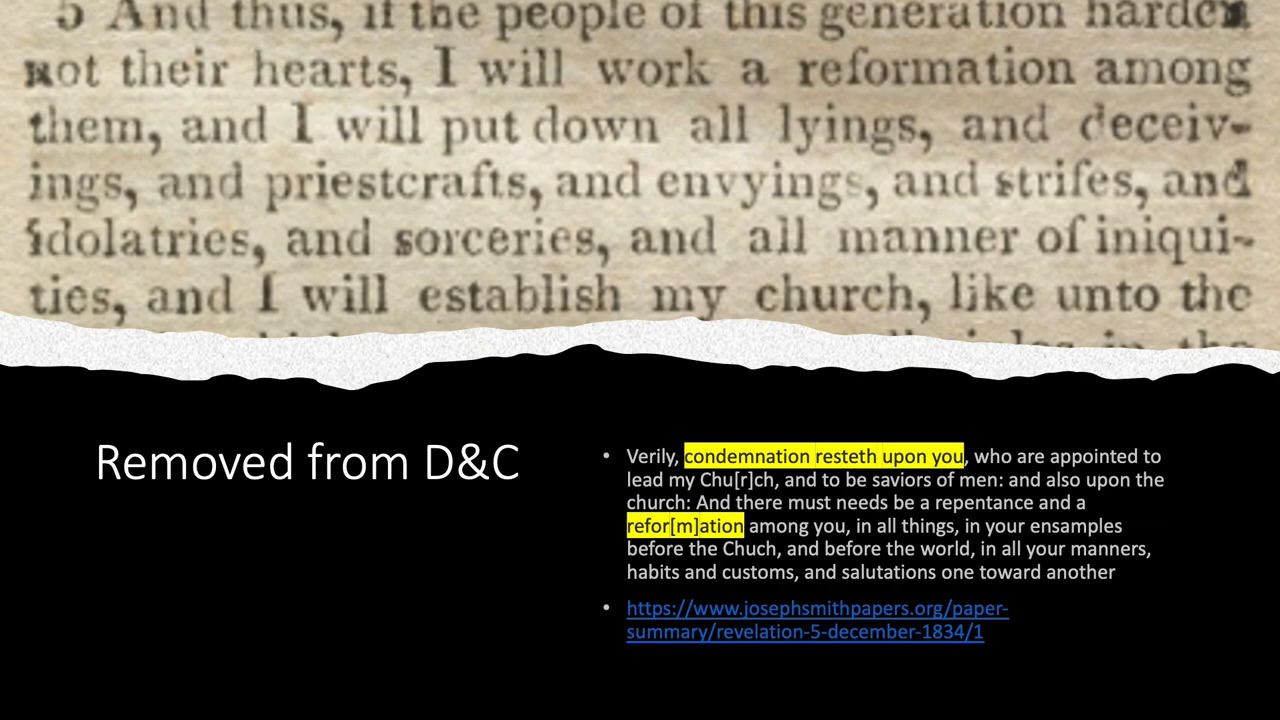 5 And thus, if the people of this generation harden
not their hearts, I will work a reformation among
them, and I will put down all lyings, and deceiv-
ings, and priestcrafts, and envyings, and strifes, and
idolatries, and sorceries, and all manner of iniqui-
ties, and I will establish my church, like unto the
in the
Removed from D&C
• Verily, condemnation resteth upon you, who are appointed to
lead my Chu[r]ch, and to be saviors of men: and also upon the
church: And there must needs be a repentance and a
refor[m]ation among you, in all things, in your ensamples
before the Chuch, and before the world, in all your manners,
habits and customs, and salutations one toward another
• https://www.josephsmithpapers.org/paper-
summary/revelation-5-december-1834/1